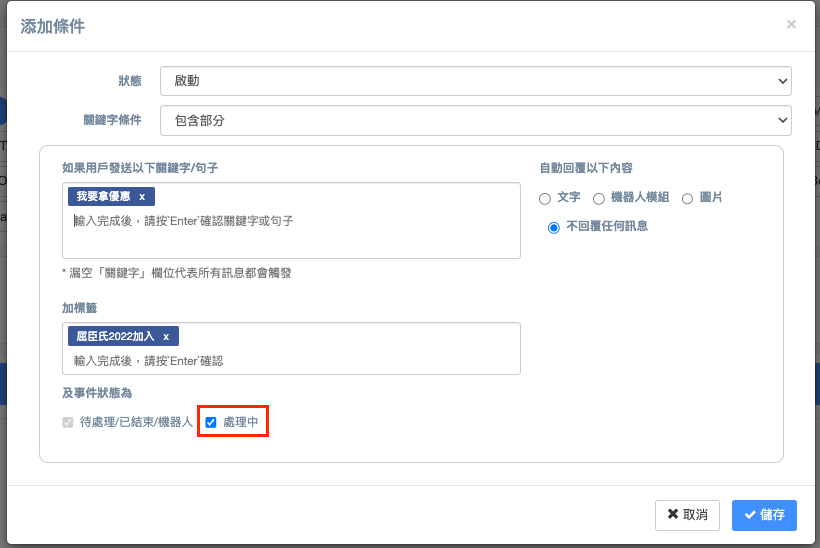 添加條件
×
狀態 啟動
關鍵字條件 包含部分
如果用戶發送以下關鍵字/句子
我要拿優惠 x
輸入完成後，請按`Enter`確認關鍵字或句子
* 漏空「關鍵字」欄位代表所有訊息都會觸發
自動回覆以下內容
文字 機器人模組 圖片
不回覆任何訊息
加標籤
屈臣氏2022加入 x
輸入完成後，請按`Enter`確認
及事件狀態為
待處理/已結束/機器人 處理中
取消 儲存